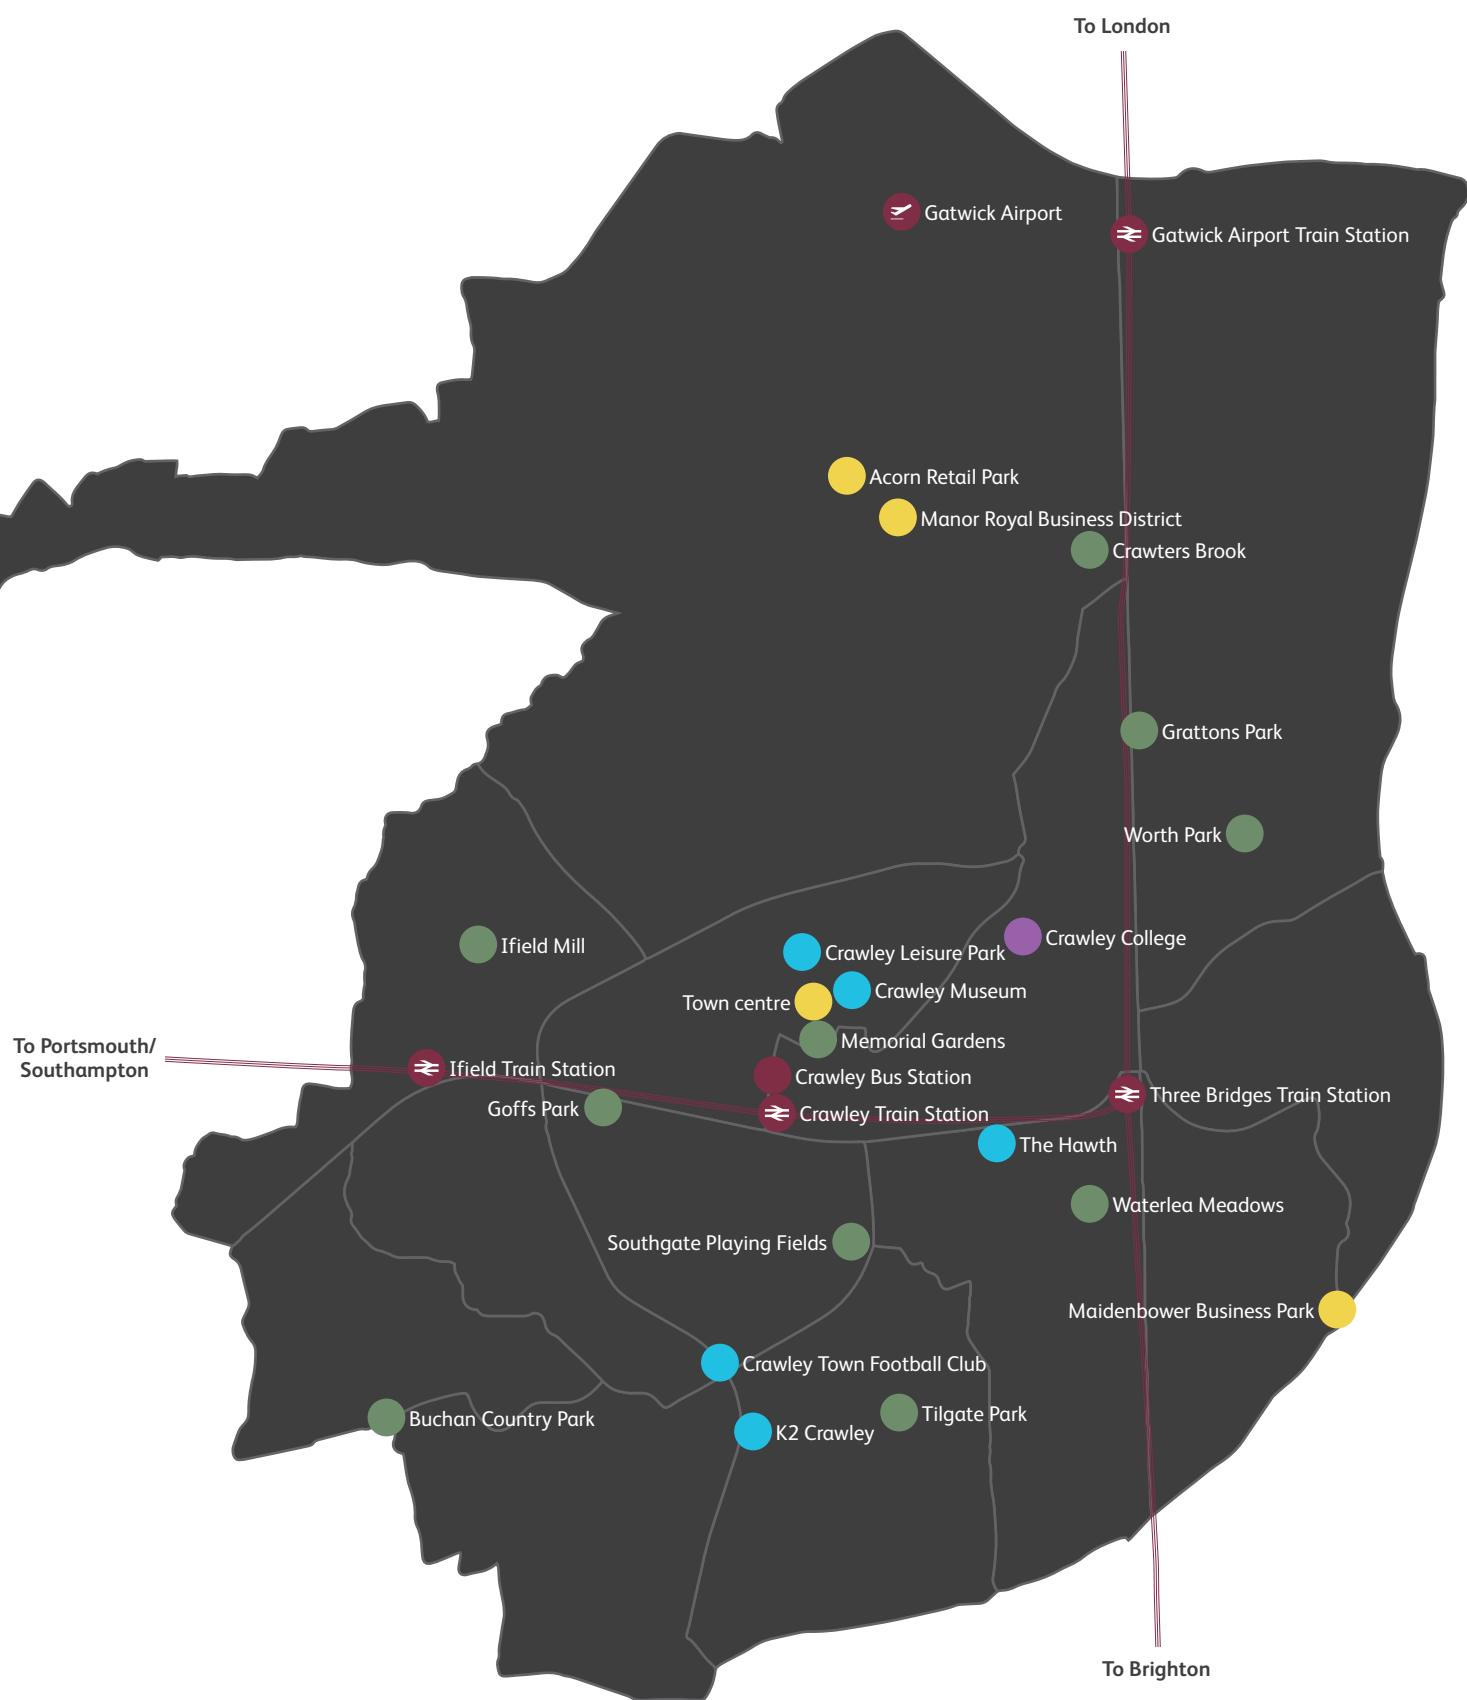 To London
Gatwick Airport
Gatwick Airport Train Station
Acorn Retail Park
Manor Royal Business District
Crawters Brook
Grattons Park
Worth Park
Crawley College
Ifield Mill
Crawley Leisure Park
Crawley Museum
Town centre
Memorial Gardens
To Portsmouth/
Southampton
Ifield Train Station
Crawley Bus Station
Three Bridges Train Station
Goffs Park
Crawley Train Station
The Hawth
Waterlea Meadows
Southgate Playing Fields
Maidenbower Business Park
Crawley Town Football Club
Tilgate Park
Buchan Country Park
K2 Crawley
To Brighton